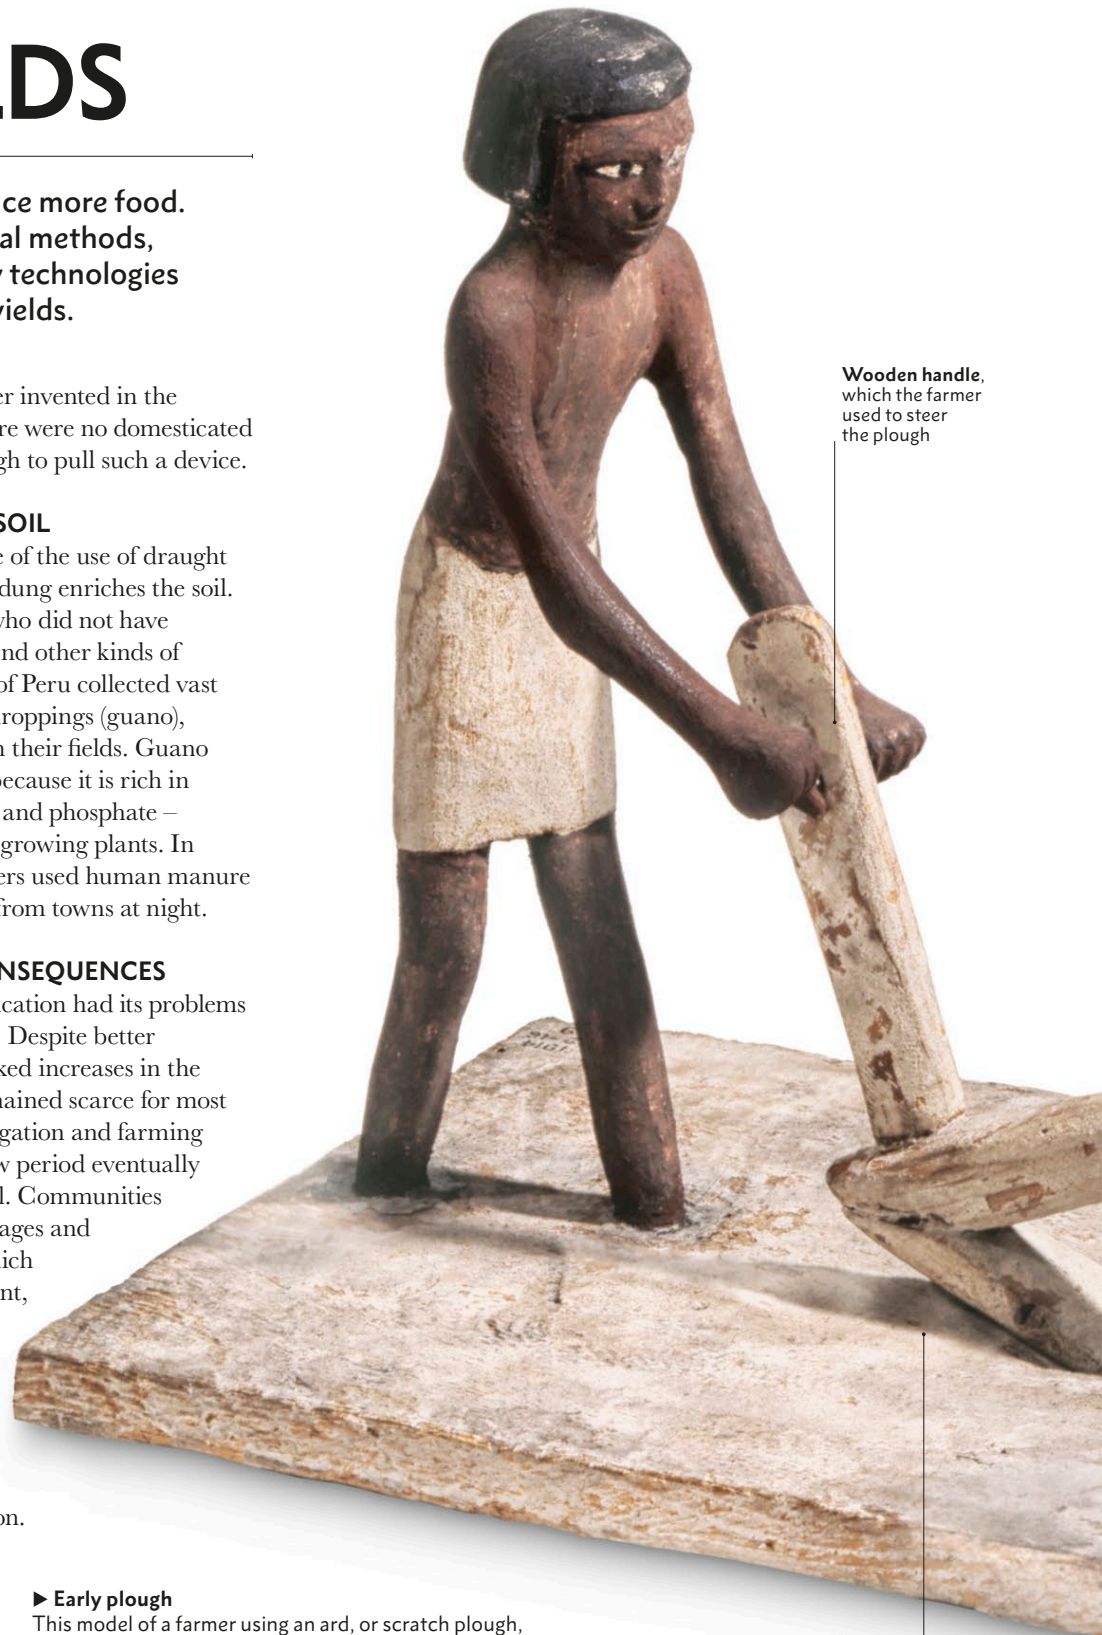 LDS
ce more food.
al methods,
technologies
yields.
er invented in the
re were no domesticated
gh to pull such a device.
SOIL
e of the use of draught
dung enriches the soil.
who did not have
nd other kinds of
of Peru collected vast
roppings (guano),
n their fields. Guano
because it is rich in
and phosphate –
growing plants. In
ers used human manure
from towns at night.
NSEQUENCES
ication had its problems
Despite better
ked increases in the
mained scarce for most
gation and farming
w period eventually
l. Communities
ages and
ich
nt,
on.
▶ Early plough
This model of a farmer using an ard, or scratch plough,
Wooden handle,
which the farmer
used to steer
the plough